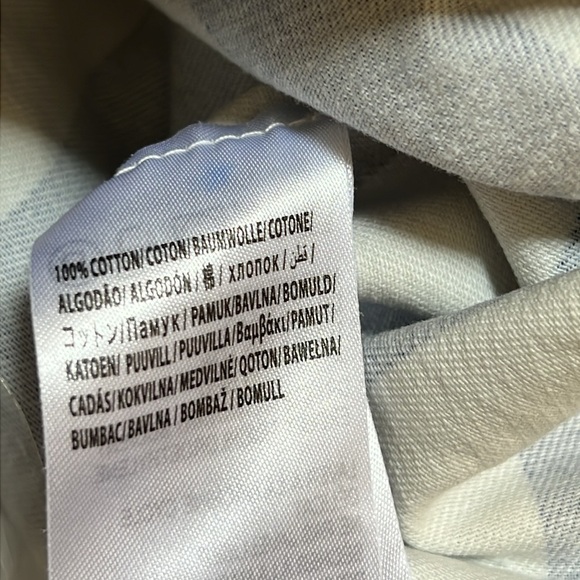 100% COTTON/ COTON/ BAUMWOLLE/ COTONE/
ALGODÃO/ ALGODÓN / 棉 / хлопок / قطن /
コットン/Памук / PAMUK/BAVLNA/ BOMULD/
KATOEN/ PUUVILL/ PUUVILLA/Βαμβάκι/PAMUT/
CADÁS/KOKVILNA/MEDVILNĖ/QOTON/BAWEŁNA/
BUMBAC/BAVLNA / BOMBAŽ / BOMULL